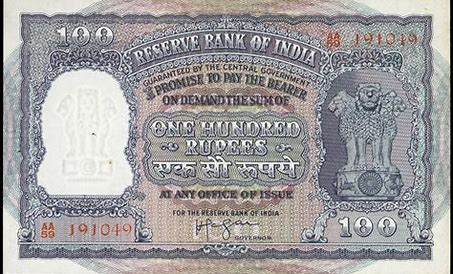 100
RESERVE BANK OF INDIA
AA
59 191049
GUARANTEED BY THE CENTRAL GOVERNMENT
I PROMISE TO PAY THE BEARER
ON DEMAND THE SUM OF
ONE HUNDRED
RUPEES
एक सौ रूपये
AT ANY OFFICE OF ISSUE
FOR THE RESERVE BANK OF INDIA
GOVERNOR
AA
59 191049
100